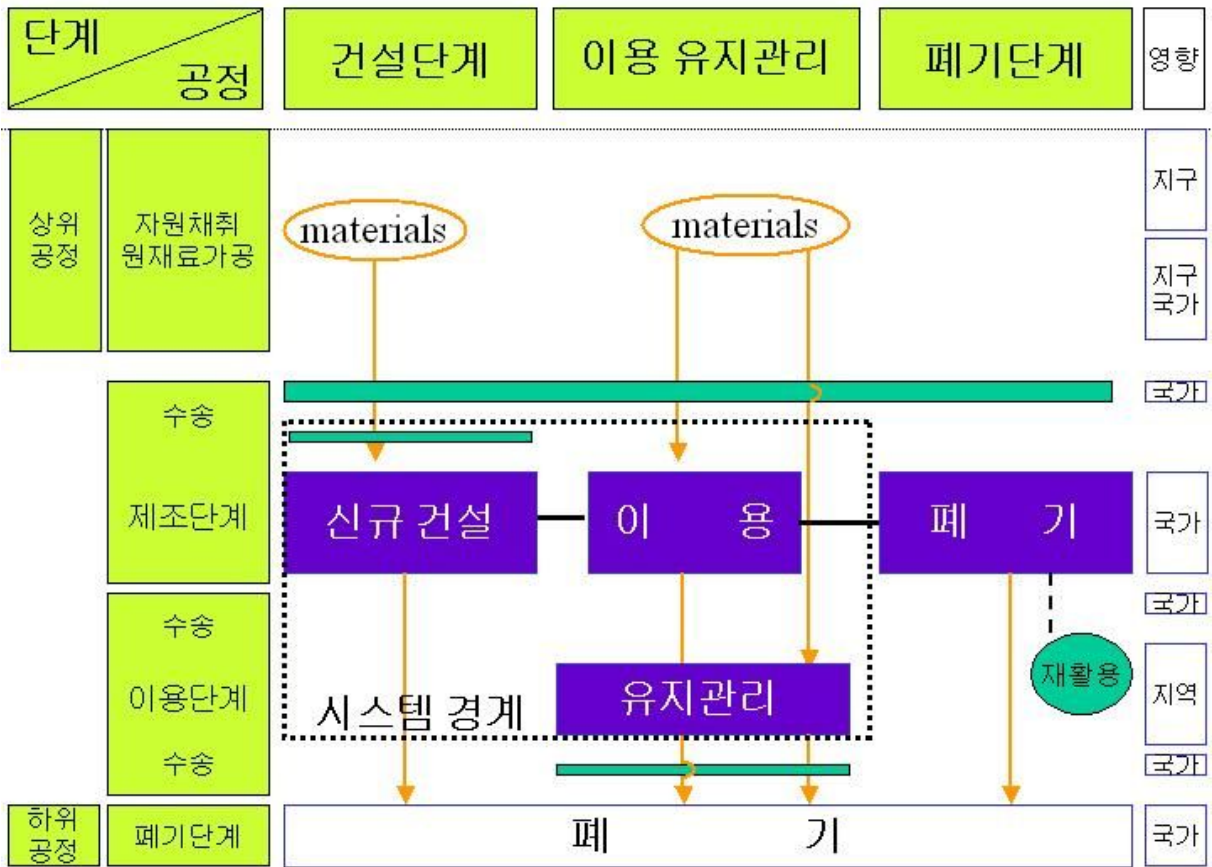 단계
공정
건설단계
이용 유지관리
폐기단계
영향
상위
공정
자원채취
원재료가공
materials
materials
지구
지구
국가
수송
국가
제조단계
신규 건설
이 용
폐 기
국가
수송
국가
이용단계
시스템 경계
유지관리
재활용
지역
수송
국가
하위
공정
폐기단계
폐 기
국가